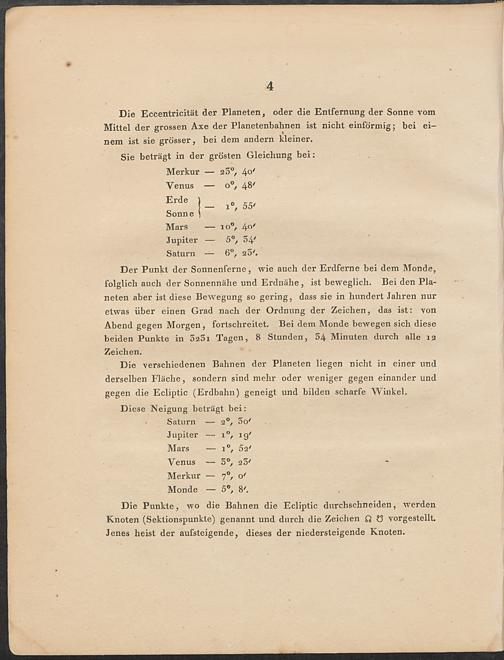 4
Die Eccentricität der Planeten, oder die Entfernung der Sonne vom
Mittel der grossen Axe der Planetenbahnen ist nicht einförmig; bei ei-
nem ist sie grösser, bei dem andern kleiner.
Sie beträgt in der grösten Gleichung bei:
Merkur — 23°, 40′
Venus — 0°, 48′
Erde
Sonne } — 1°, 55′
Mars — 10°, 40′
Jupiter — 5°, 34′
Saturn — 6°, 23′.
Der Punkt der Sonnenferne, wie auch der Erdferne bei dem Monde,
folglich auch der Sonnennähe und Erdnähe, ist beweglich. Bei den Pla-
neten aber ist diese Bewegung so gering, dass sie in hundert Jahren nur
etwas über einen Grad nach der Ordnung der Zeichen, das ist: von
Abend gegen Morgen, fortschreitet. Bei dem Monde bewegen sich diese
beiden Punkte in 3231 Tagen, 8 Stunden, 34 Minuten durch alle 12
Zeichen.
Die verschiedenen Bahnen der Planeten liegen nicht in einer und
derselben Fläche, sondern sind mehr oder weniger gegen einander und
gegen die Ecliptic (Erdbahn) geneigt und bilden scharfe Winkel.
Diese Neigung beträgt bei:
Saturn — 2°, 30′
Jupiter — 1°, 19′
Mars — 1°, 52′
Venus — 3°, 23′
Merkur — 7°, 0′
Monde — 5°, 8′.
Die Punkte, wo die Bahnen die Ecliptic durchschneiden, werden
Knoten (Sektionspunkte) genannt und durch die Zeichen ☊ ☋ vorgestellt.
Jenes heist der aufsteigende, dieses der niedersteigende Knoten.